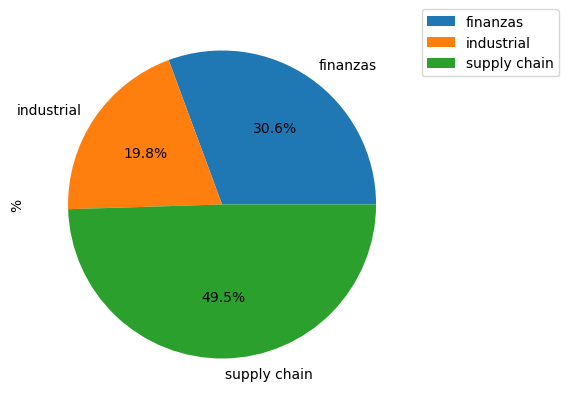 finanzas
industrial
supply chain
finanzas
industrial
30.6%
19.8%
%
49.5%
supply chain